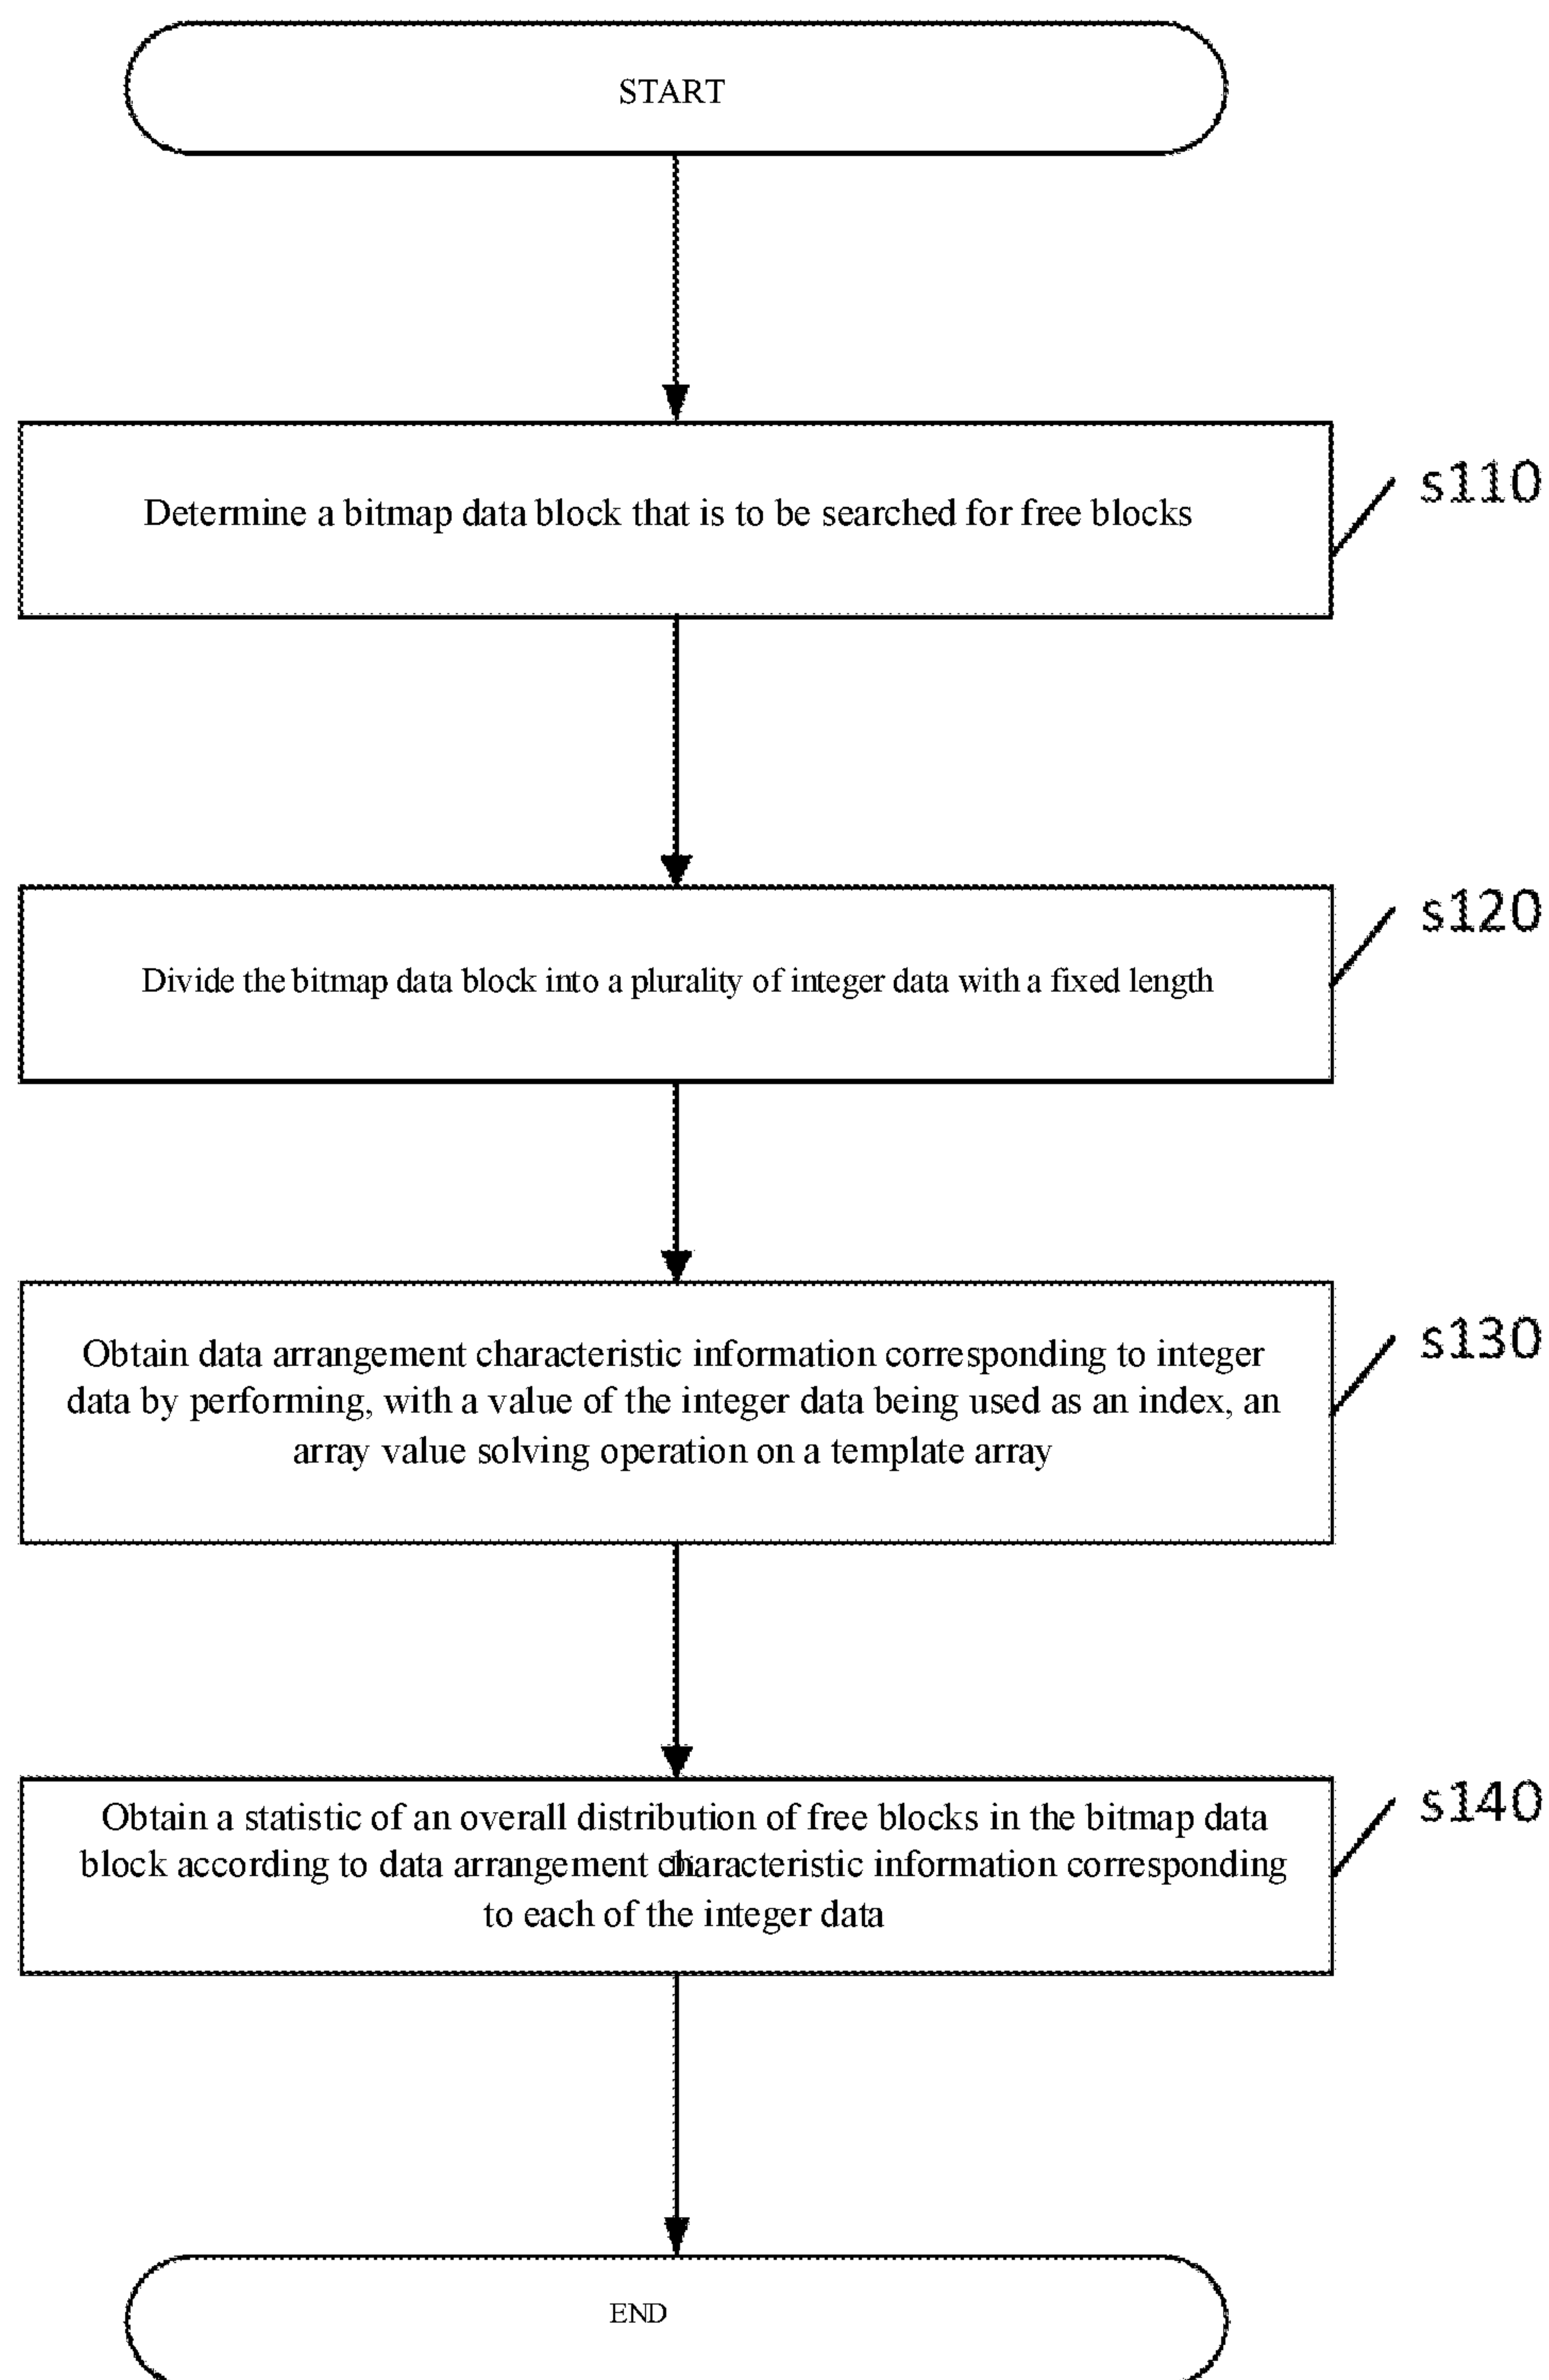 START
Determine a bitmap data block that is to be searched for free blocks
s110
Divide the bitmap data block into a plurality of integer data with a fixed length
s120
Obtain data arrangement characteristic information corresponding to integer
data by performing, with a value of the integer data being used as an index, an
array value solving operation on a template array
s130
Obtain a statistic of an overall distribution of free blocks in the bitmap data
block according to data arrangement characteristic information corresponding
to each of the integer data
s140
END